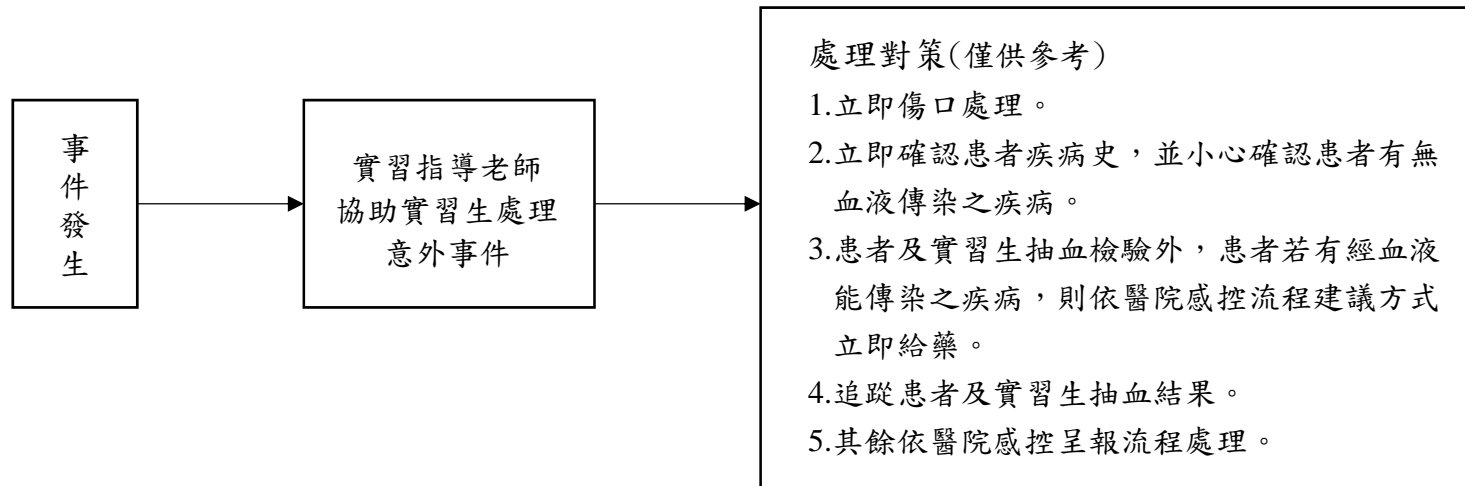 事
件
發
生
實習指導老師
協助實習生處理
意外事件
處理對策(僅供參考)
1.立即傷口處理。
2.立即確認患者疾病史，並小心確認患者有無
血液傳染之疾病。
3.患者及實習生抽血檢驗外，患者若有經血液
能傳染之疾病，則依醫院感控流程建議方式
立即給藥。
4.追蹤患者及實習生抽血結果。
5.其餘依醫院感控呈報流程處理。